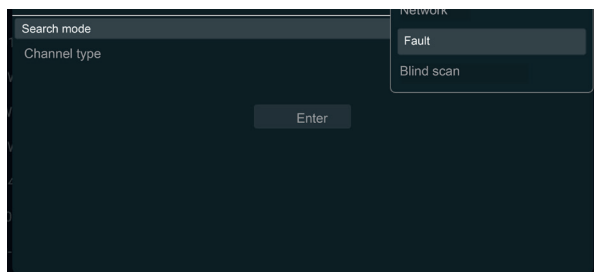 Network
Search mode
Fault
Channel type
Blind scan
Enter